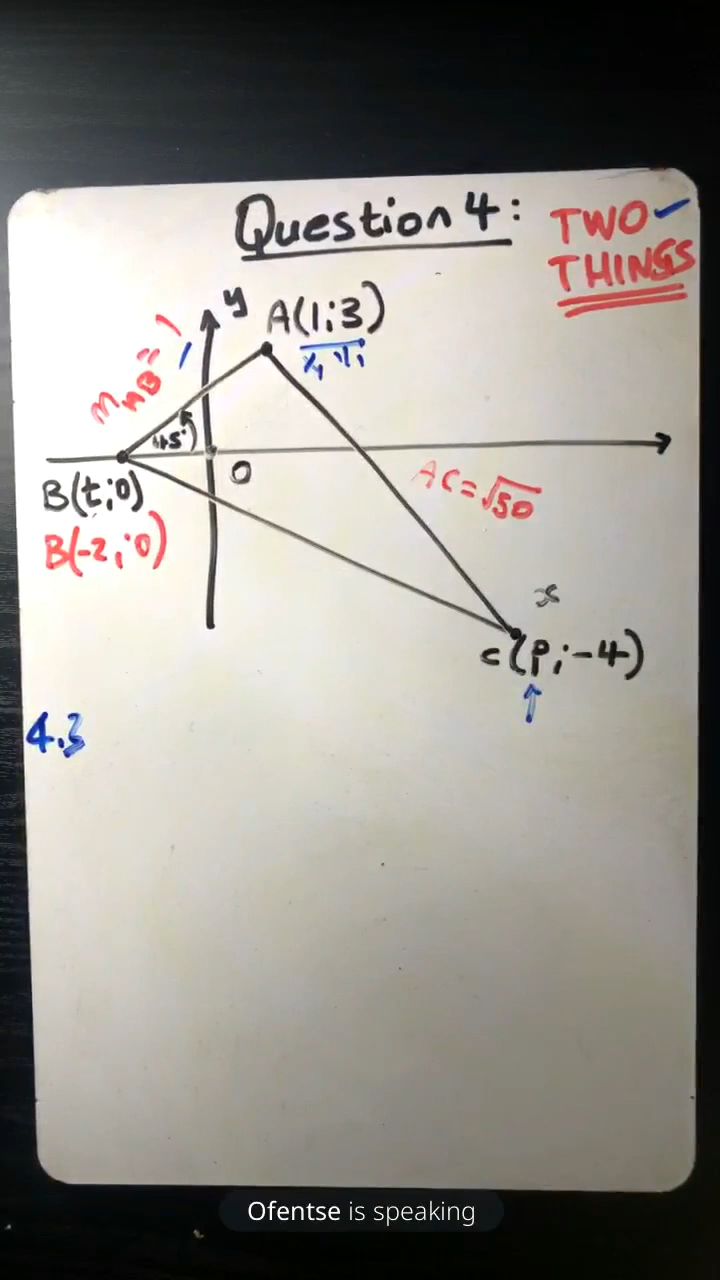 Question 4:
TWO
THINGS
y
A(1;3)
x₁ y₁
mAB = 1
45°
O
B(t;0)
B(-2;0)
AC = √50
x
C(P;-4)
4.3
Ofentse is speaking